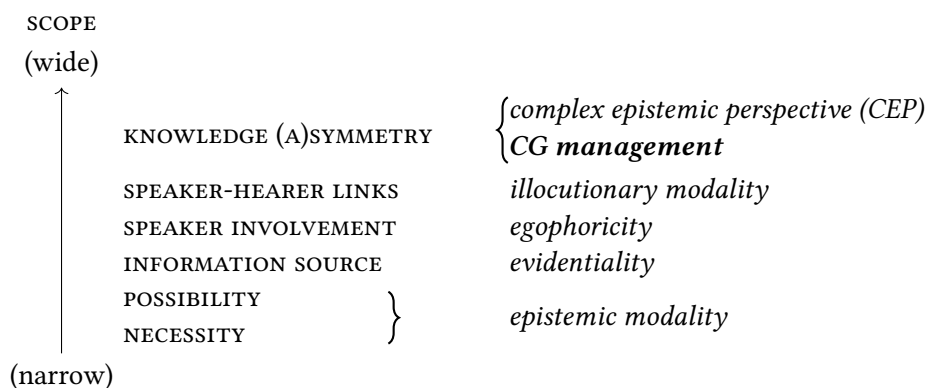 SCOPE
(wide)
complex epistemic perspective (CEP)
KNOWLEDGE (A)SYMMETRY
CG management
SPEAKER-HEARER LINKS illocutionary modality
SPEAKER INVOLVEMENT egophoricity
INFORMATION SOURCE evidentiality
POSSIBILITY
epistemic modality
NECESSITY
(narrow)